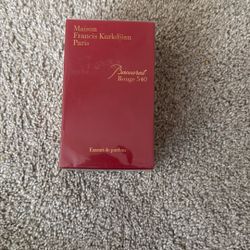 Maison
Francis Kurkdjian
Paris
Baccarat
Rouge 540
Extrait de parfum